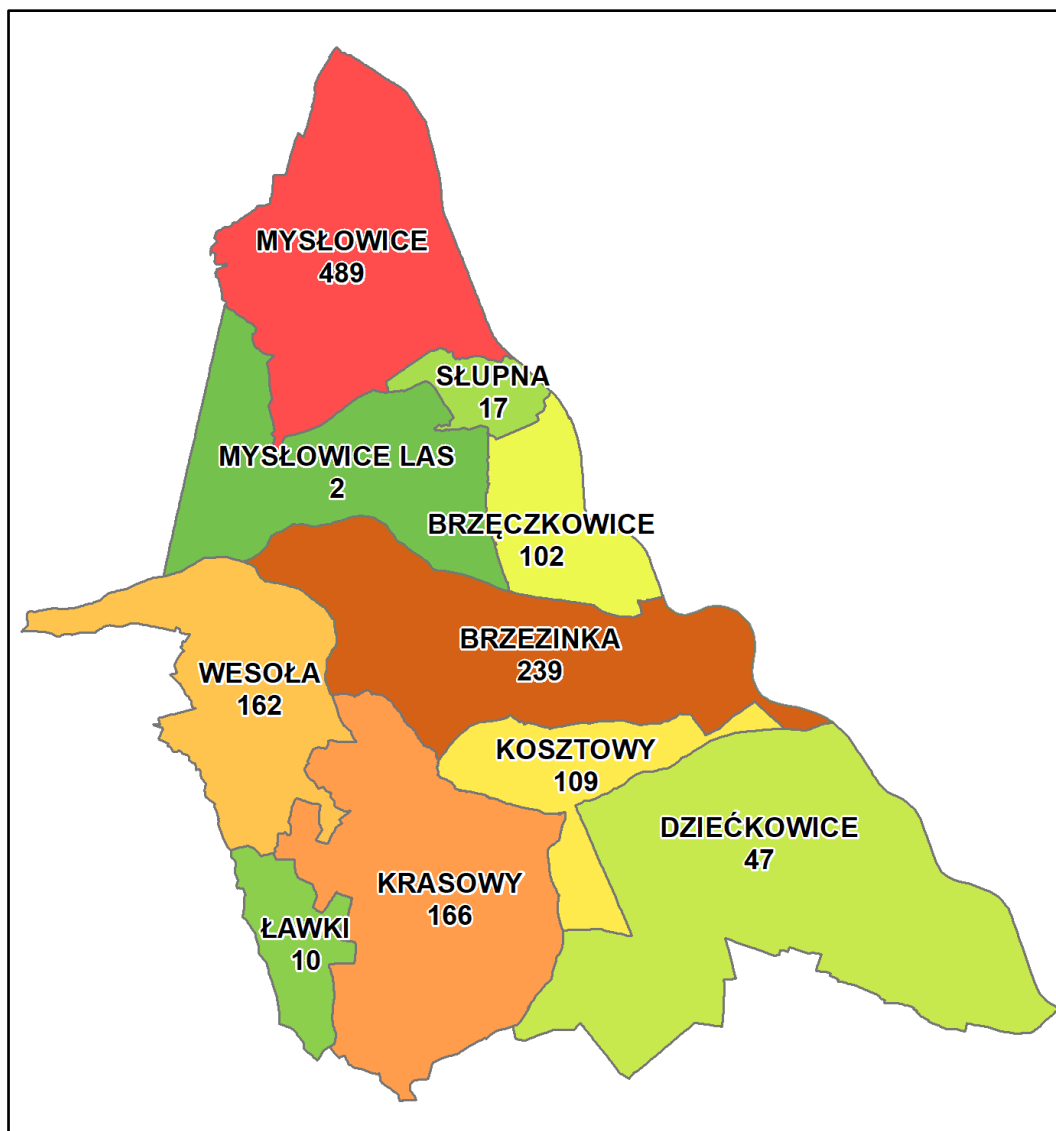 MYSŁOWICE
489
SŁUPNA
17
MYSŁOWICE LAS
2
BRZĘCZKOWICE
102
BRZEZINKA
239
WESOŁA
162
KOSZTOWY
109
DZIEĆKOWICE
47
KRASOWY
166
ŁAWKI
10